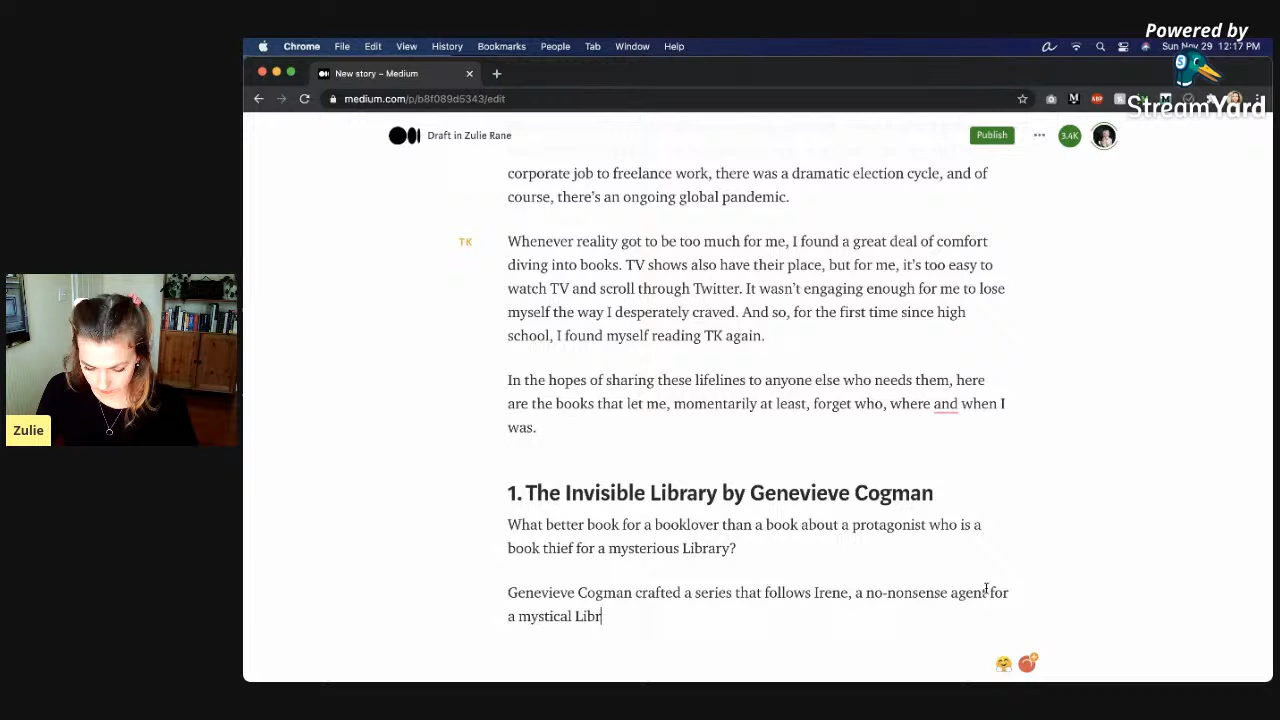 Powered by
Chrome File Edit View History Bookmarks People Tab Window Help
Sun Nov 29 12:17 PM
New story – Medium
medium.com/p/b8f089d5343/edit
StreamYard
Draft in Zulie Rane
Publish
3.4K
corporate job to freelance work, there was a dramatic election cycle, and of
course, there's an ongoing global pandemic.
TK
Whenever reality got to be too much for me, I found a great deal of comfort
diving into books. TV shows also have their place, but for me, it's too easy to
watch TV and scroll through Twitter. It wasn't engaging enough for me to lose
myself the way I desperately craved. And so, for the first time since high
school, I found myself reading TK again.
In the hopes of sharing these lifelines to anyone else who needs them, here
are the books that let me, momentarily at least, forget who, where and when I
was.
Zulie
1. The Invisible Library by Genevieve Cogman
What better book for a booklover than a book about a protagonist who is a
book thief for a mysterious Library?
Genevieve Cogman crafted a series that follows Irene, a no-nonsense agent for
a mystical Libr